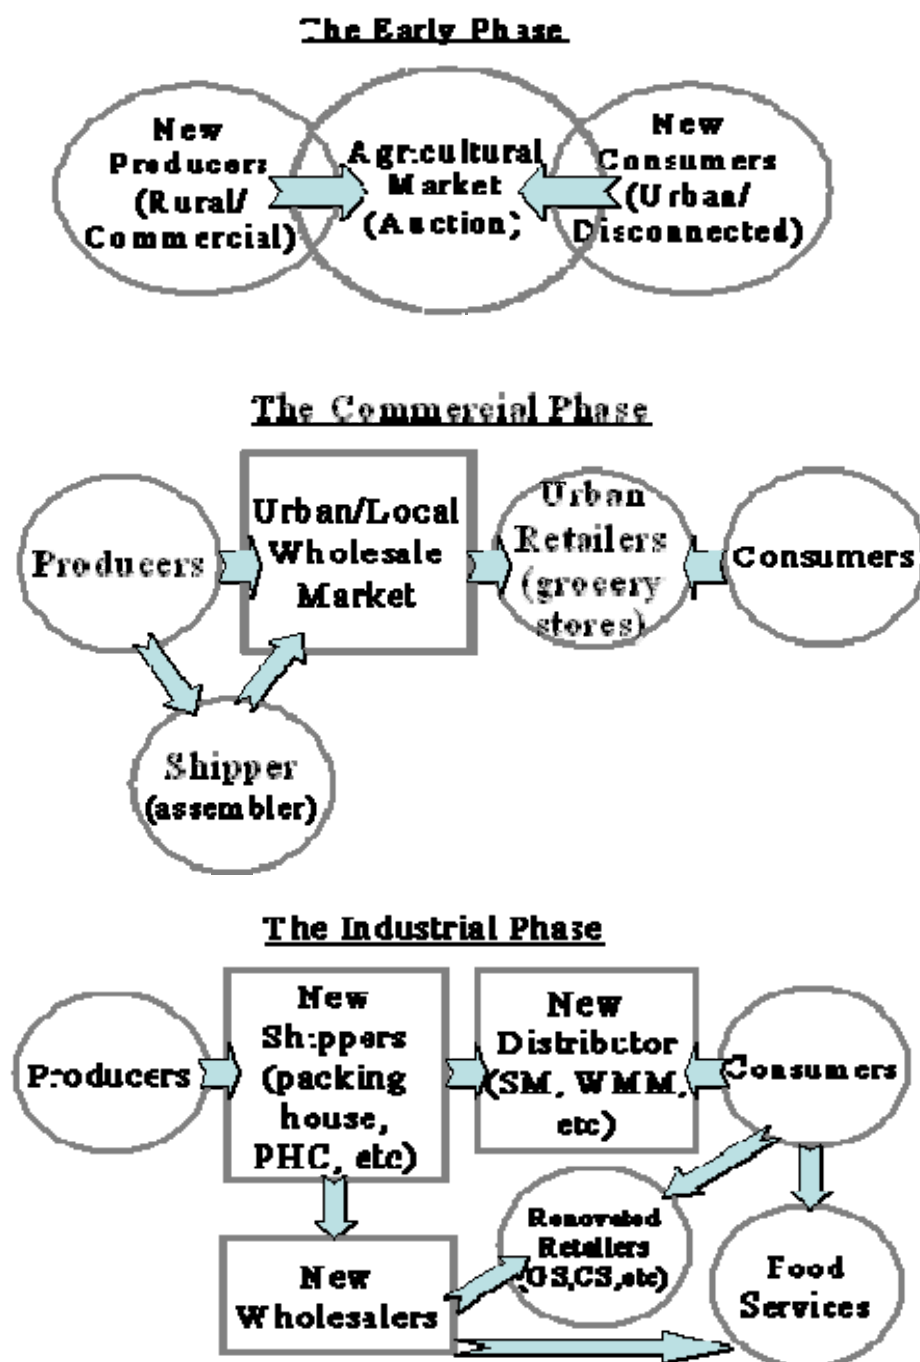 The Early Phase
New
Producers
(Rural/
Commercial)
Agricultural
Market
(Auction)
New
Consumers
(Urban/
Disconnected)
The Commercial Phase
Producers
Urban/Local
Wholesale
Market
Urban
Retailers
(grocery
stores)
Consumers
Shipper
(assembler)
The Industrial Phase
Producers
New
Shippers
(packing
house,
PHC, etc)
New
Distributor
(SM, WMM,
etc)
Consumers
New
Wholesalers
Renovated
Retailers
(GS,CS,etc)
Food
Services